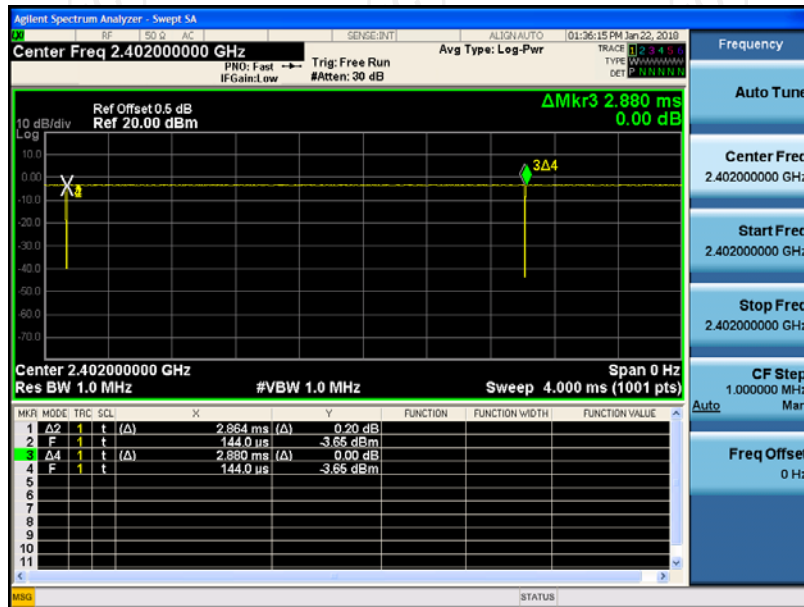 Agilent Spectrum Analyzer - Swept SA
RF 50 Ω AC SENSE:INT ALIGNAUTO 01:36:15 PM Jan 22, 2018
Center Freq 2.402000000 GHz
PNO: Fast
IFGain:Low
Trig: Free Run
#Atten: 30 dB
Avg Type: Log-Pwr
TRACE 1 2 3 4 5 6
TYPE W
DET P N N N N N
Ref Offset 0.5 dB
10 dB/div Ref 20.00 dBm
Log
ΔMkr3 2.880 ms
0.00 dB
10.0
0.00
-10.0
-20.0
-30.0
-40.0
-50.0
-60.0
-70.0
3Δ4
Center 2.402000000 GHz Span 0 Hz
Res BW 1.0 MHz #VBW 1.0 MHz Sweep 4.000 ms (1001 pts)
MKR MODE TRC SCL X Y FUNCTION FUNCTION WIDTH FUNCTION VALUE
1 Δ2 1 t (Δ) 2.864 ms (Δ) 0.20 dB
2 F 1 t 144.0 us -3.65 dBm
3 Δ4 1 t (Δ) 2.880 ms (Δ) 0.00 dB
4 F 1 t 144.0 us -3.65 dBm
5
6
7
8
9
10
11
MSG STATUS
Frequency
Auto Tune
Center Freq
2.402000000 GHz
Start Freq
2.402000000 GHz
Stop Freq
2.402000000 GHz
CF Step
1.000000 MHz
Auto Man
Freq Offset
0 Hz